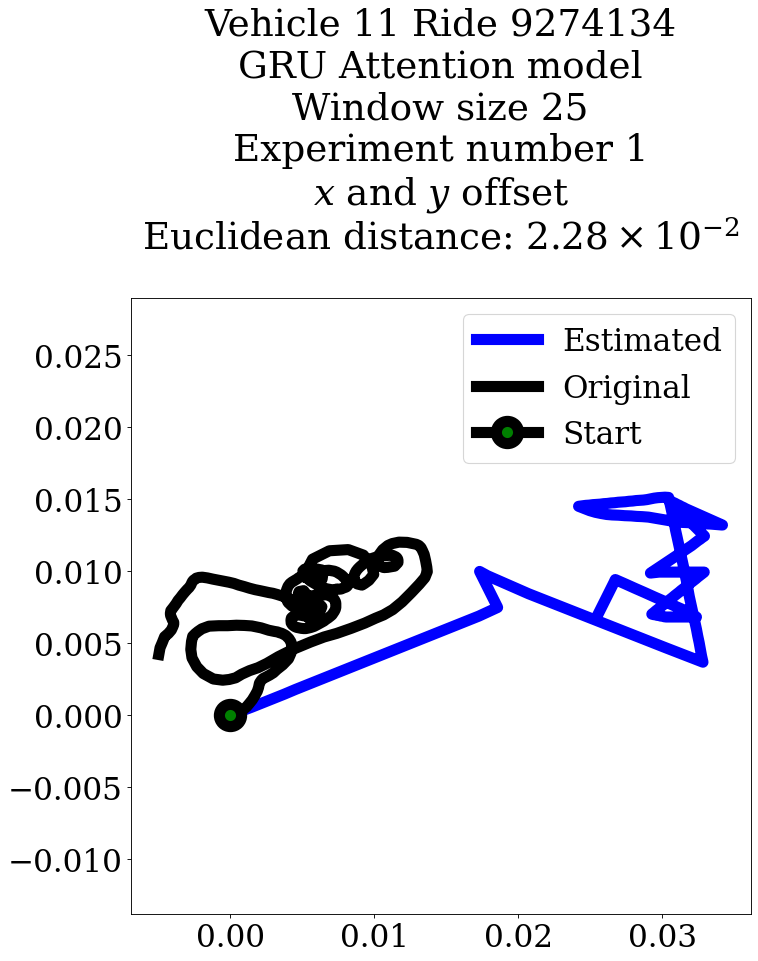 Vehicle 11 Ride 9274134
GRU Attention model
Window size 25
Experiment number 1
x and y offset
Euclidean distance: 2.28 × 10⁻²
Estimated
Original
Start
0.025
0.020
0.015
0.010
0.005
0.000
−0.005
−0.010
0.00 0.01 0.02 0.03